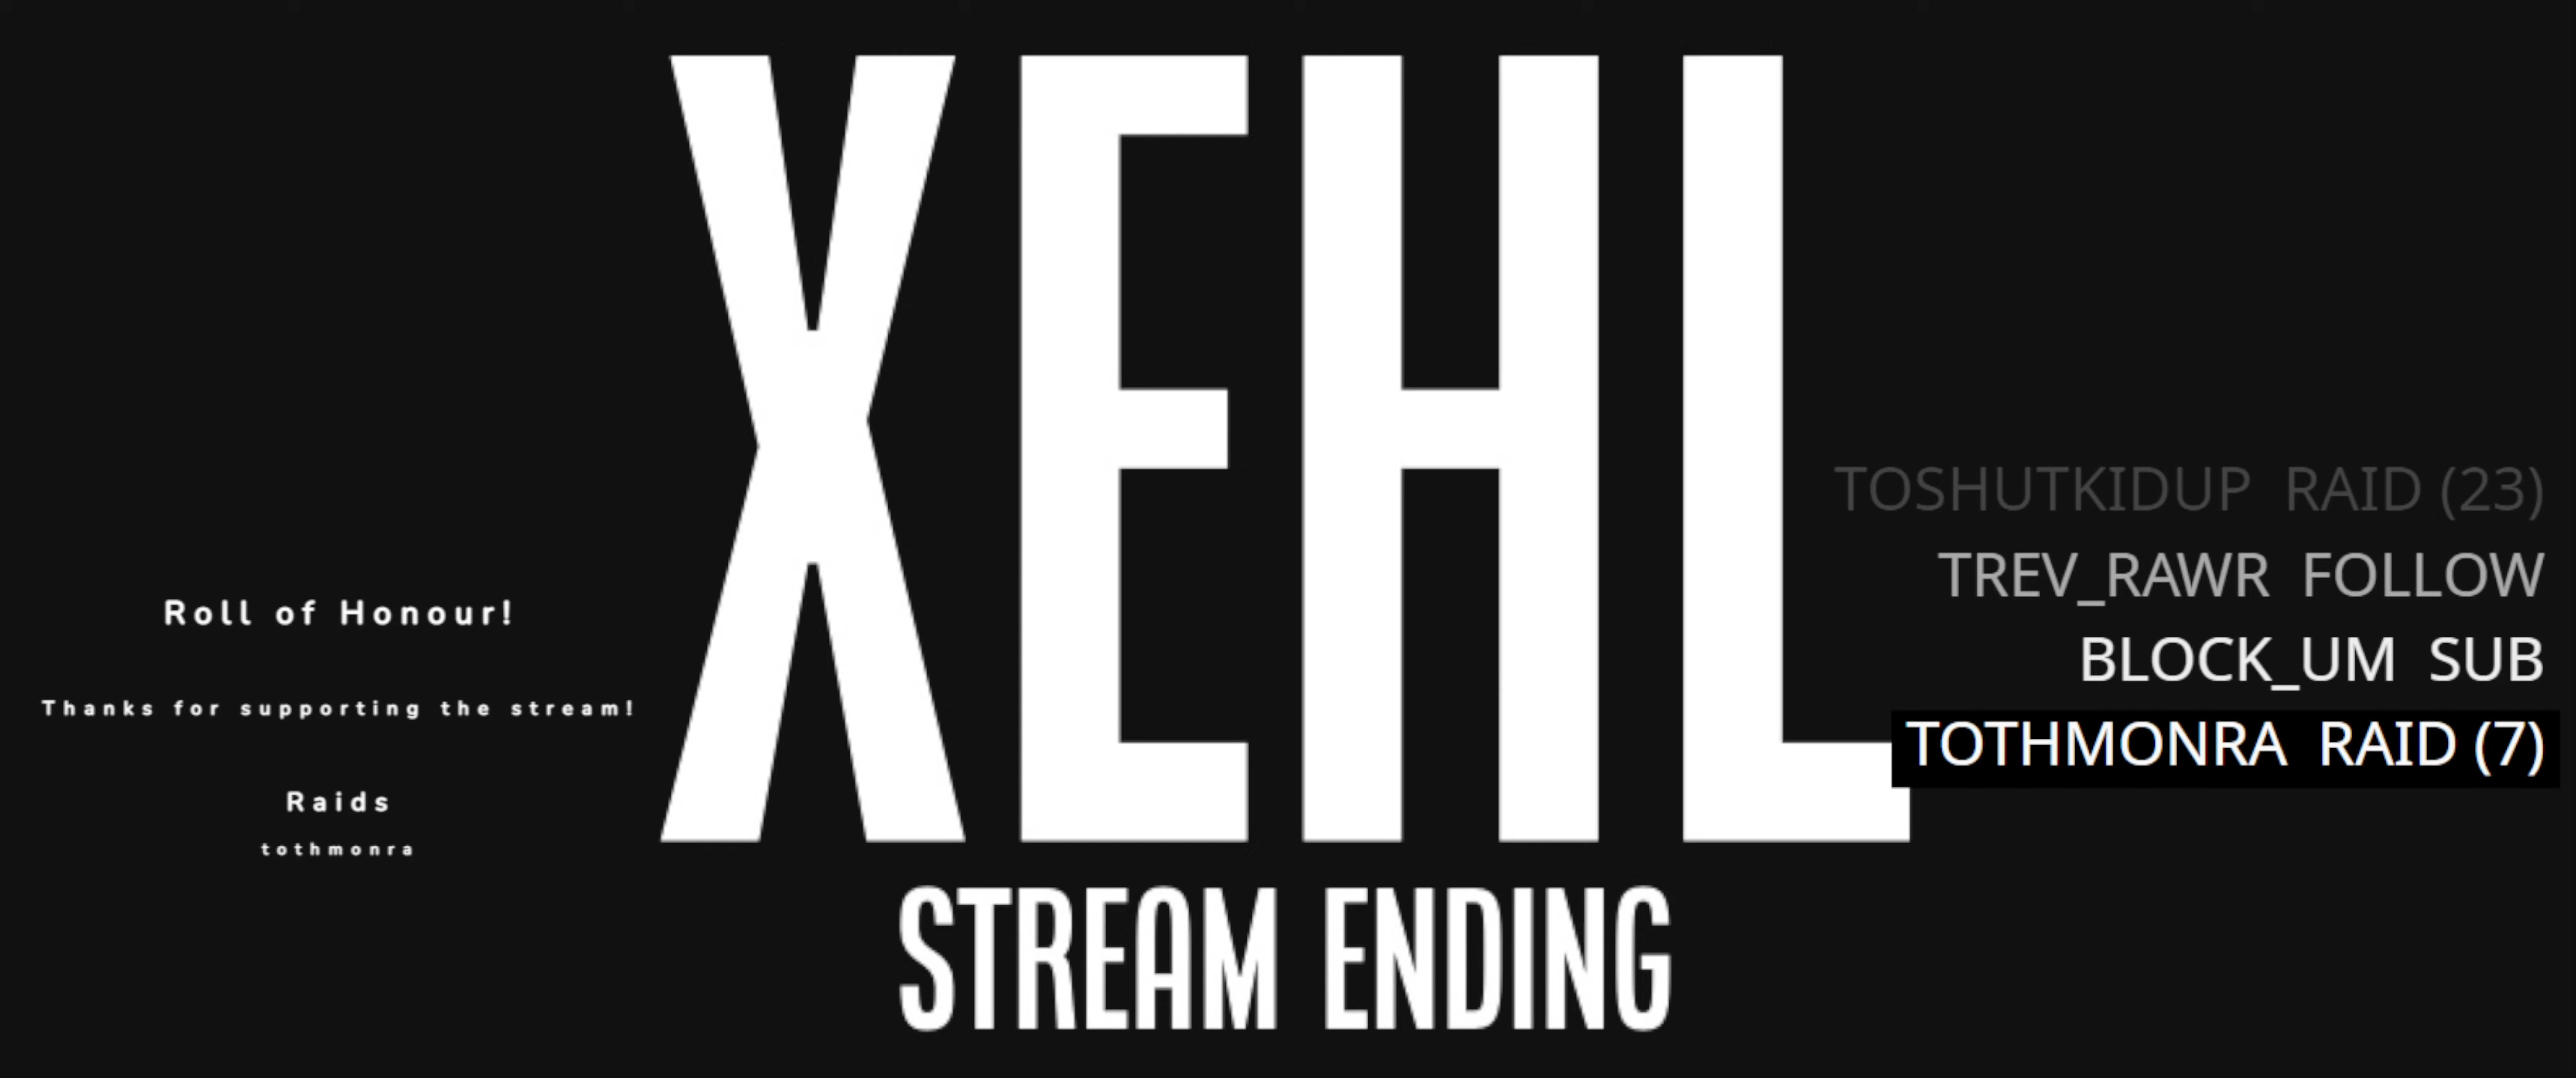 XEHL
STREAM ENDING
Roll of Honour!
Thanks for supporting the stream!
Raids
tothmonra
TOSHUTKIDUP RAID (23)
TREV_RAWR FOLLOW
BLOCK_UM SUB
TOTHMONRA RAID (7)